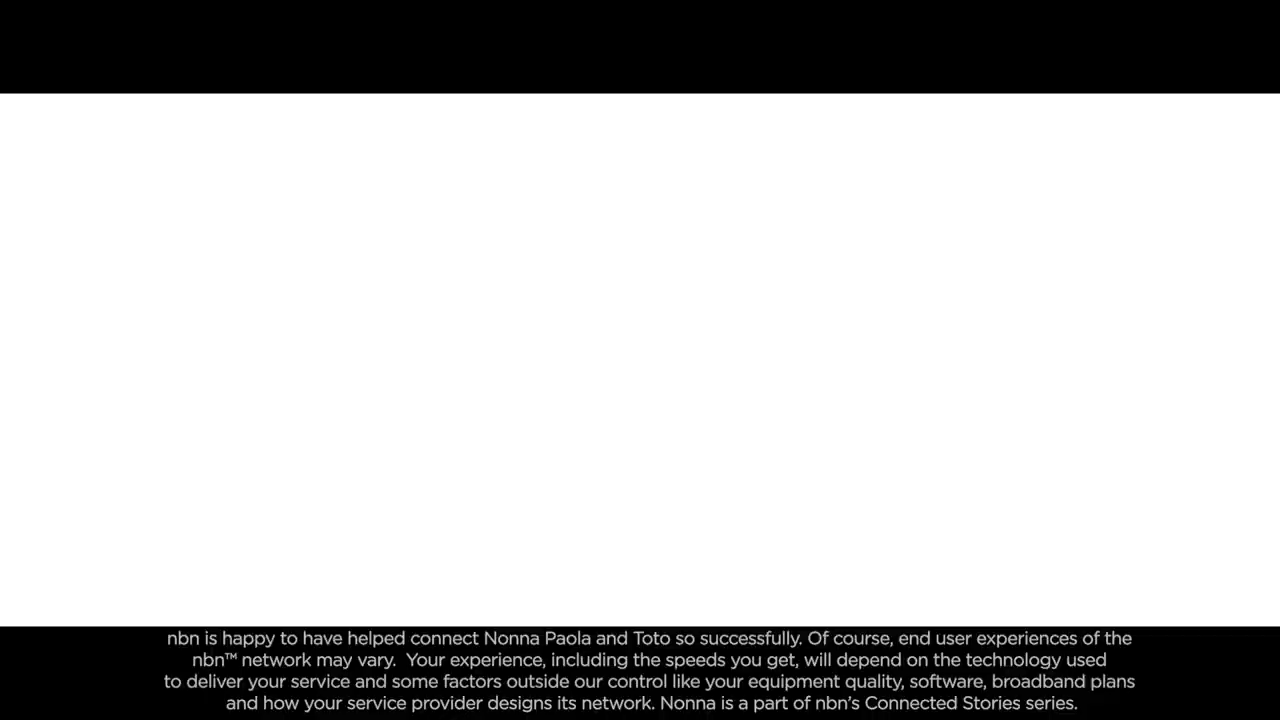 nbn is happy to have helped connect Nonna Paola and Toto so successfully. Of course, end user experiences of the
nbn™ network may vary.  Your experience, including the speeds you get, will depend on the technology used
to deliver your service and some factors outside our control like your equipment quality, software, broadband plans
and how your service provider designs its network. Nonna is a part of nbn's Connected Stories series.